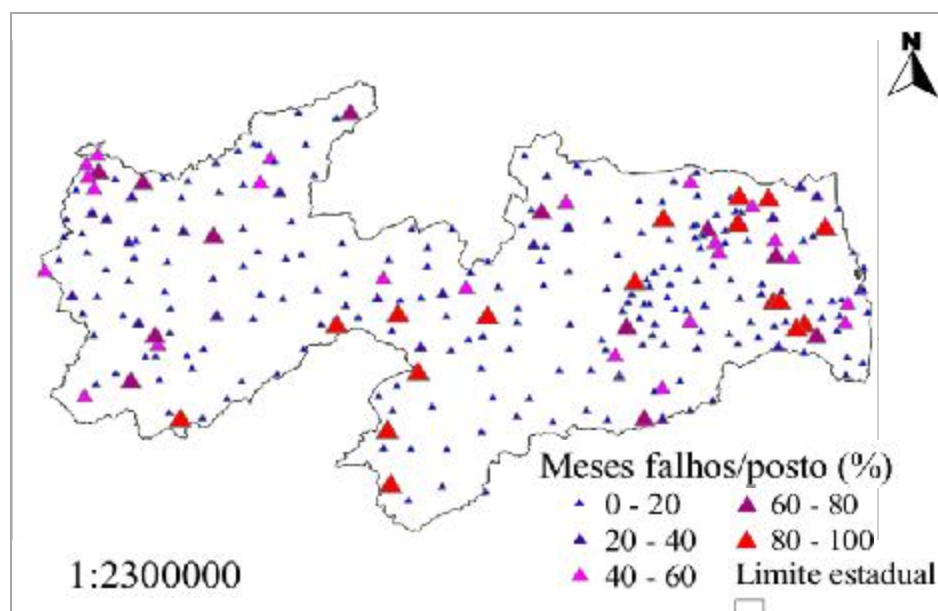 N
Meses falhos/posto (%)
0 - 20
60 - 80
20 - 40
80 - 100
40 - 60
Limite estadual
1:2300000